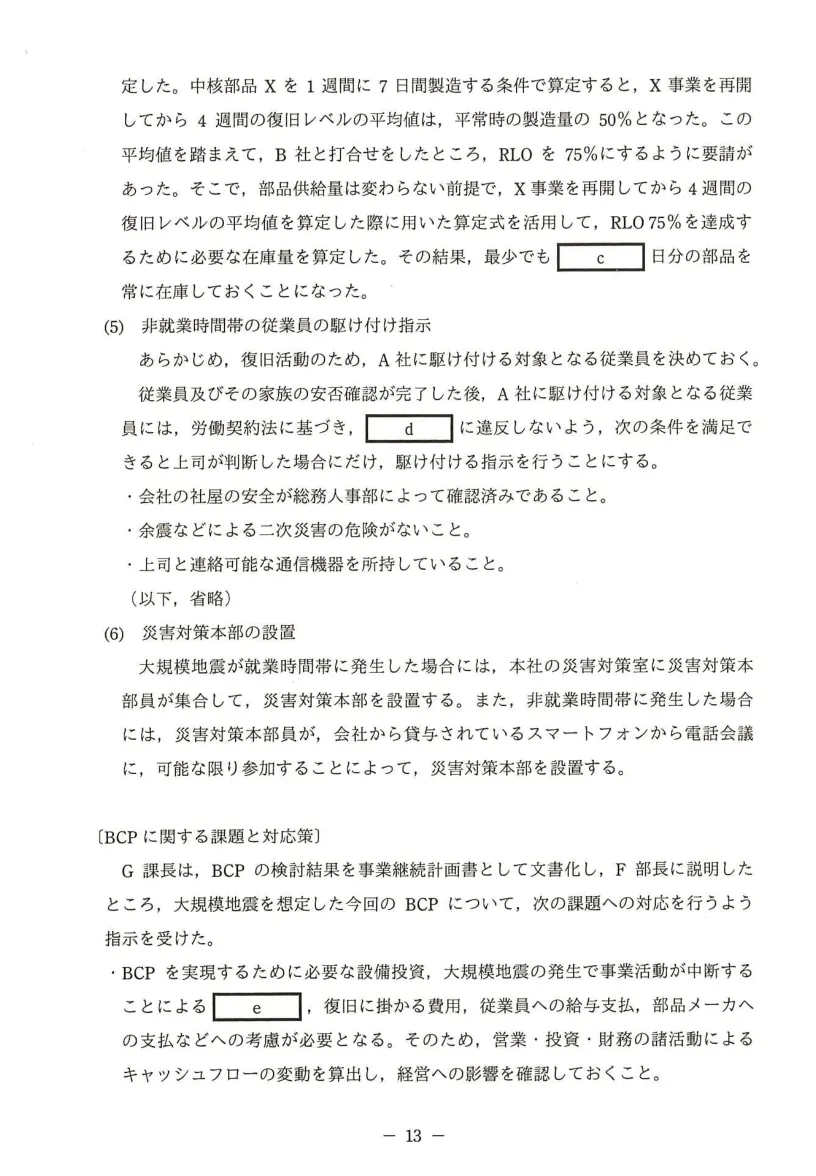 定した。中核部品 X を 1 週間に 7 日間製造する条件で算定すると，X 事業を再開
してから 4 週間の復旧レベルの平均値は，平常時の製造量の 50％となった。この
平均値を踏まえて，B 社と打合せをしたところ，RLO を 75％にするように要請が
あった。そこで，部品供給量は変わらない前提で，X 事業を再開してから 4 週間の
復旧レベルの平均値を算定した際に用いた算定式を活用して，RLO 75％を達成す
るために必要な在庫量を算定した。その結果，最少でも c 日分の部品を
常に在庫しておくことになった。
(5) 非就業時間帯の従業員の駆け付け指示
あらかじめ，復旧活動のため，A 社に駆け付ける対象となる従業員を決めておく。
従業員及びその家族の安否確認が完了した後，A 社に駆け付ける対象となる従業
員には，労働契約法に基づき， d に違反しないよう，次の条件を満足で
きると上司が判断した場合にだけ，駆け付ける指示を行うことにする。
・会社の社屋の安全が総務人事部によって確認済みであること。
・余震などによる二次災害の危険がないこと。
・上司と連絡可能な通信機器を所持していること。
（以下，省略）
(6) 災害対策本部の設置
大規模地震が就業時間帯に発生した場合には，本社の災害対策室に災害対策本
部員が集合して，災害対策本部を設置する。また，非就業時間帯に発生した場合
には，災害対策本部員が，会社から貸与されているスマートフォンから電話会議
に，可能な限り参加することによって，災害対策本部を設置する。
〔BCP に関する課題と対応策〕
G 課長は，BCP の検討結果を事業継続計画書として文書化し，F 部長に説明した
ところ，大規模地震を想定した今回の BCP について，次の課題への対応を行うよう
指示を受けた。
・BCP を実現するために必要な設備投資，大規模地震の発生で事業活動が中断する
ことによる e ，復旧に掛かる費用，従業員への給与支払，部品メーカへ
の支払などへの考慮が必要となる。そのため，営業・投資・財務の諸活動による
キャッシュフローの変動を算出し，経営への影響を確認しておくこと。
－ 13 －